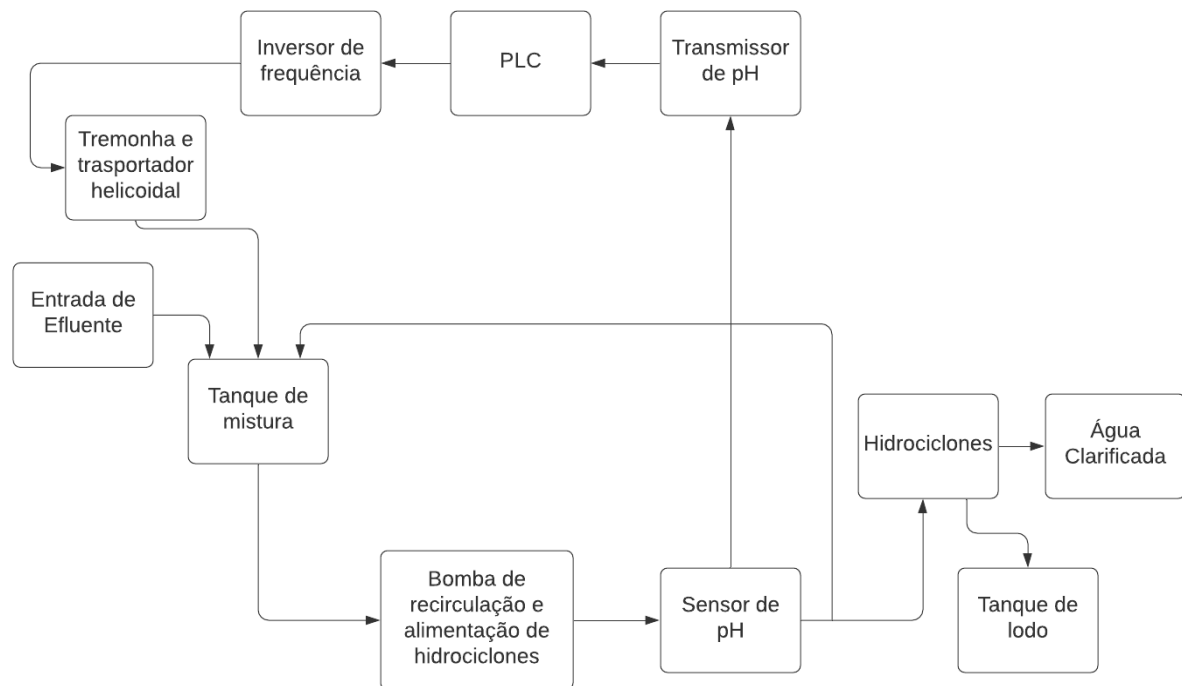 Inversor de
frequência
PLC
Transmissor
de pH
Tremonha e
trasportador
helicoidal
Entrada de
Efluente
Tanque de
mistura
Hidrociclones
Água
Clarificada
Bomba de
recirculação e
alimentação de
hidrociclones
Sensor de
pH
Tanque de
lodo